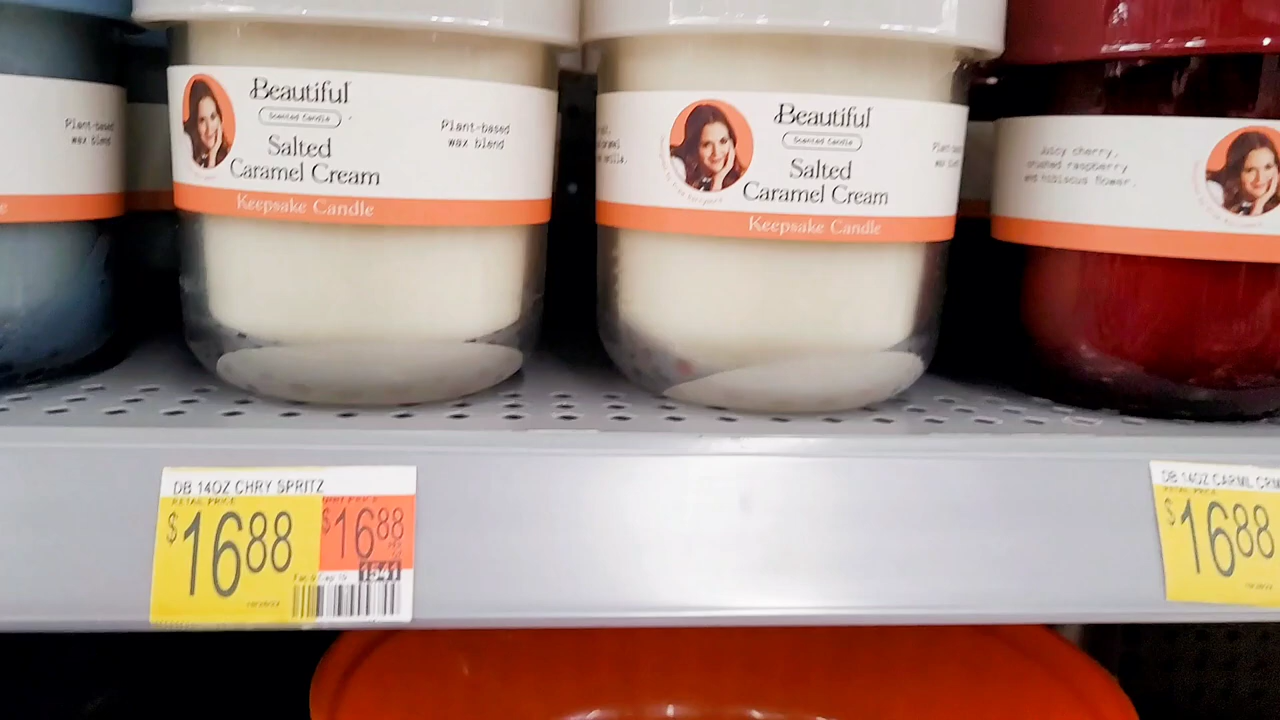 Plant-based
wax blend
Beautiful
Scented Candle
Salted
Caramel Cream
Plant-based
wax blend
Keepsake Candle
Beautiful
Scented Candle
Salted
Caramel Cream
Keepsake Candle
Juicy cherry,
crushed raspberry
and hibiscus flower.
DB 14OZ CHRY SPRITZ
RETAIL PRICE
$16 88
$16 88
1541
DB 14OZ CARML CRM
$16 88